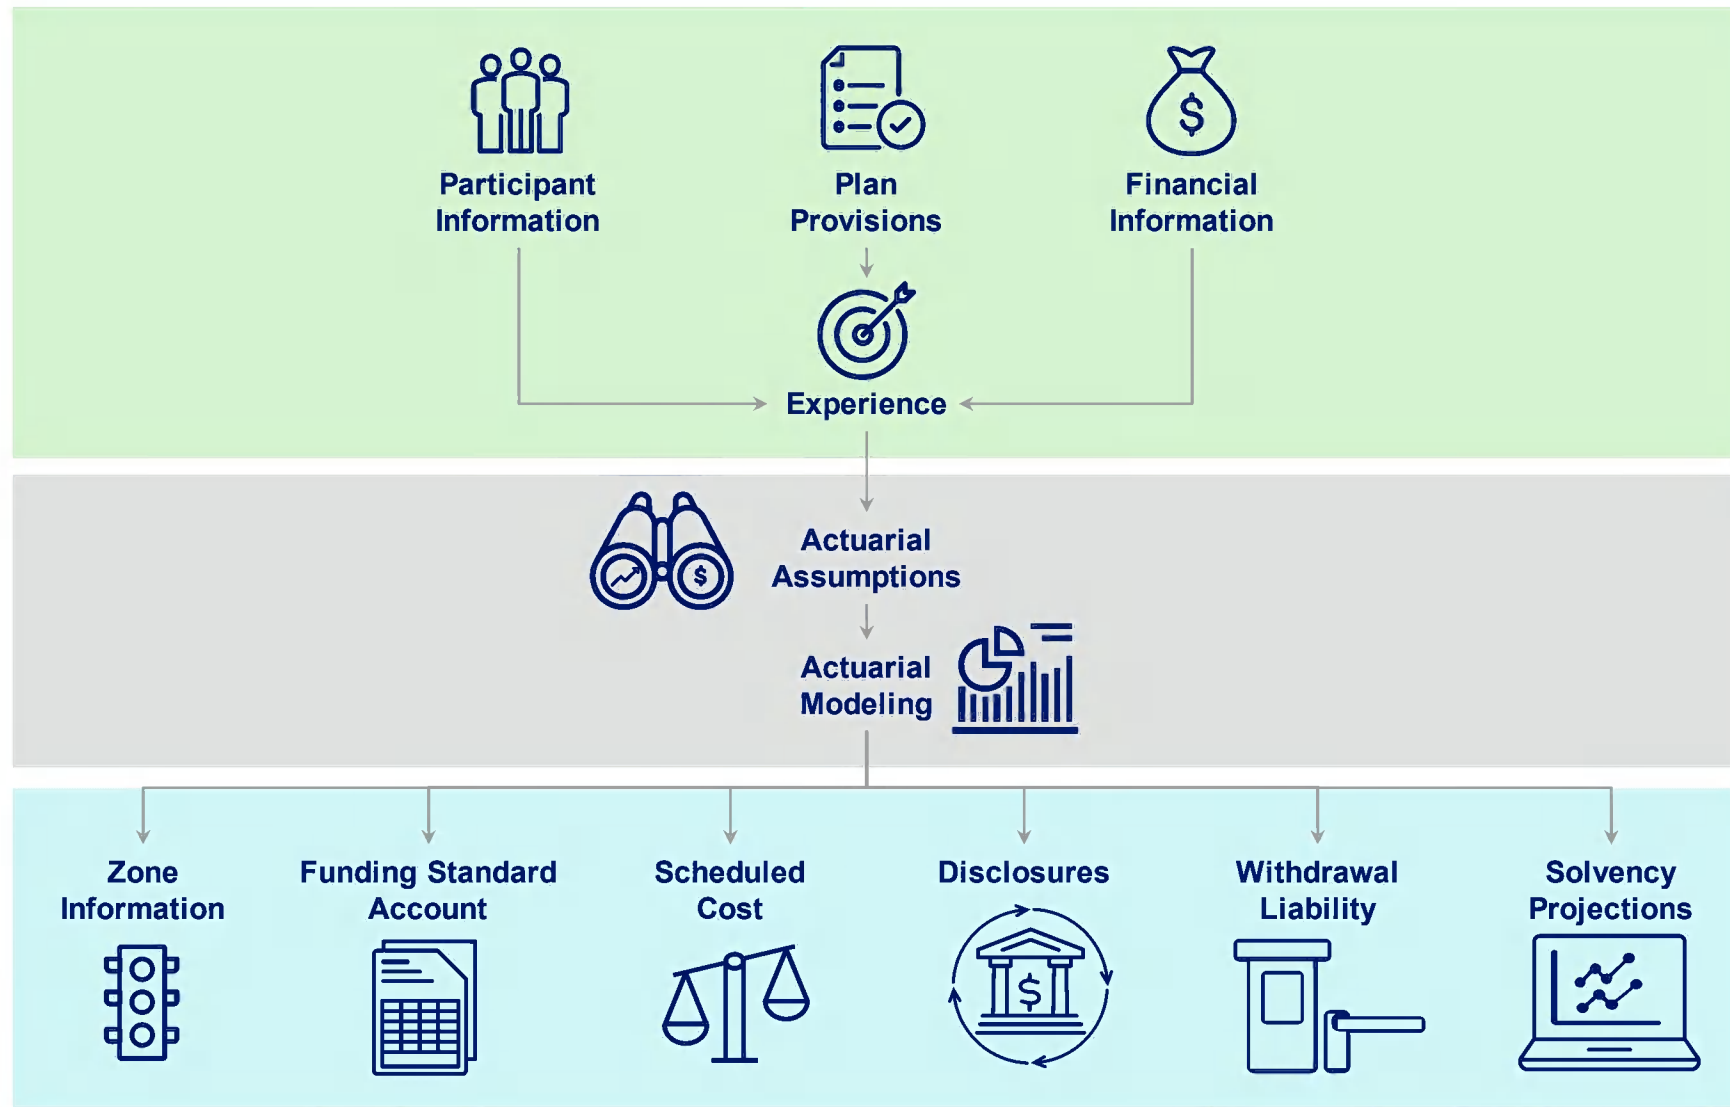 $
Participant
Information
Plan
Provisions
Financial
Information
Experience
$
Actuarial
Assumptions
Actuarial
Modeling
Zone
Information
Funding Standard
Account
Scheduled
Cost
Disclosures
Withdrawal
Liability
Solvency
Projections
$